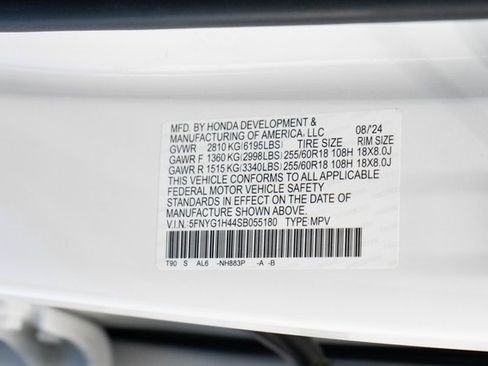 MFD. BY HONDA DEVELOPMENT & 08/'24
MANUFACTURING OF AMERICA, LLC
GVWR 2810 KG(6195LBS) TIRE SIZE RIM SIZE
GAWR F 1360 KG(2998LBS) 255/60R18 108H 18X8.0J
GAWR R 1515 KG(3340LBS) 255/60R18 108H 18X8.0J
THIS VEHICLE CONFORMS TO ALL APPLICABLE
FEDERAL MOTOR VEHICLE SAFETY
STANDARDS IN EFFECT ON THE DATE OF
MANUFACTURE SHOWN ABOVE.
V.I.N. 5FNYG1H44SB055180 TYPE:MPV
T90 S AL6 -NH883P -A -B